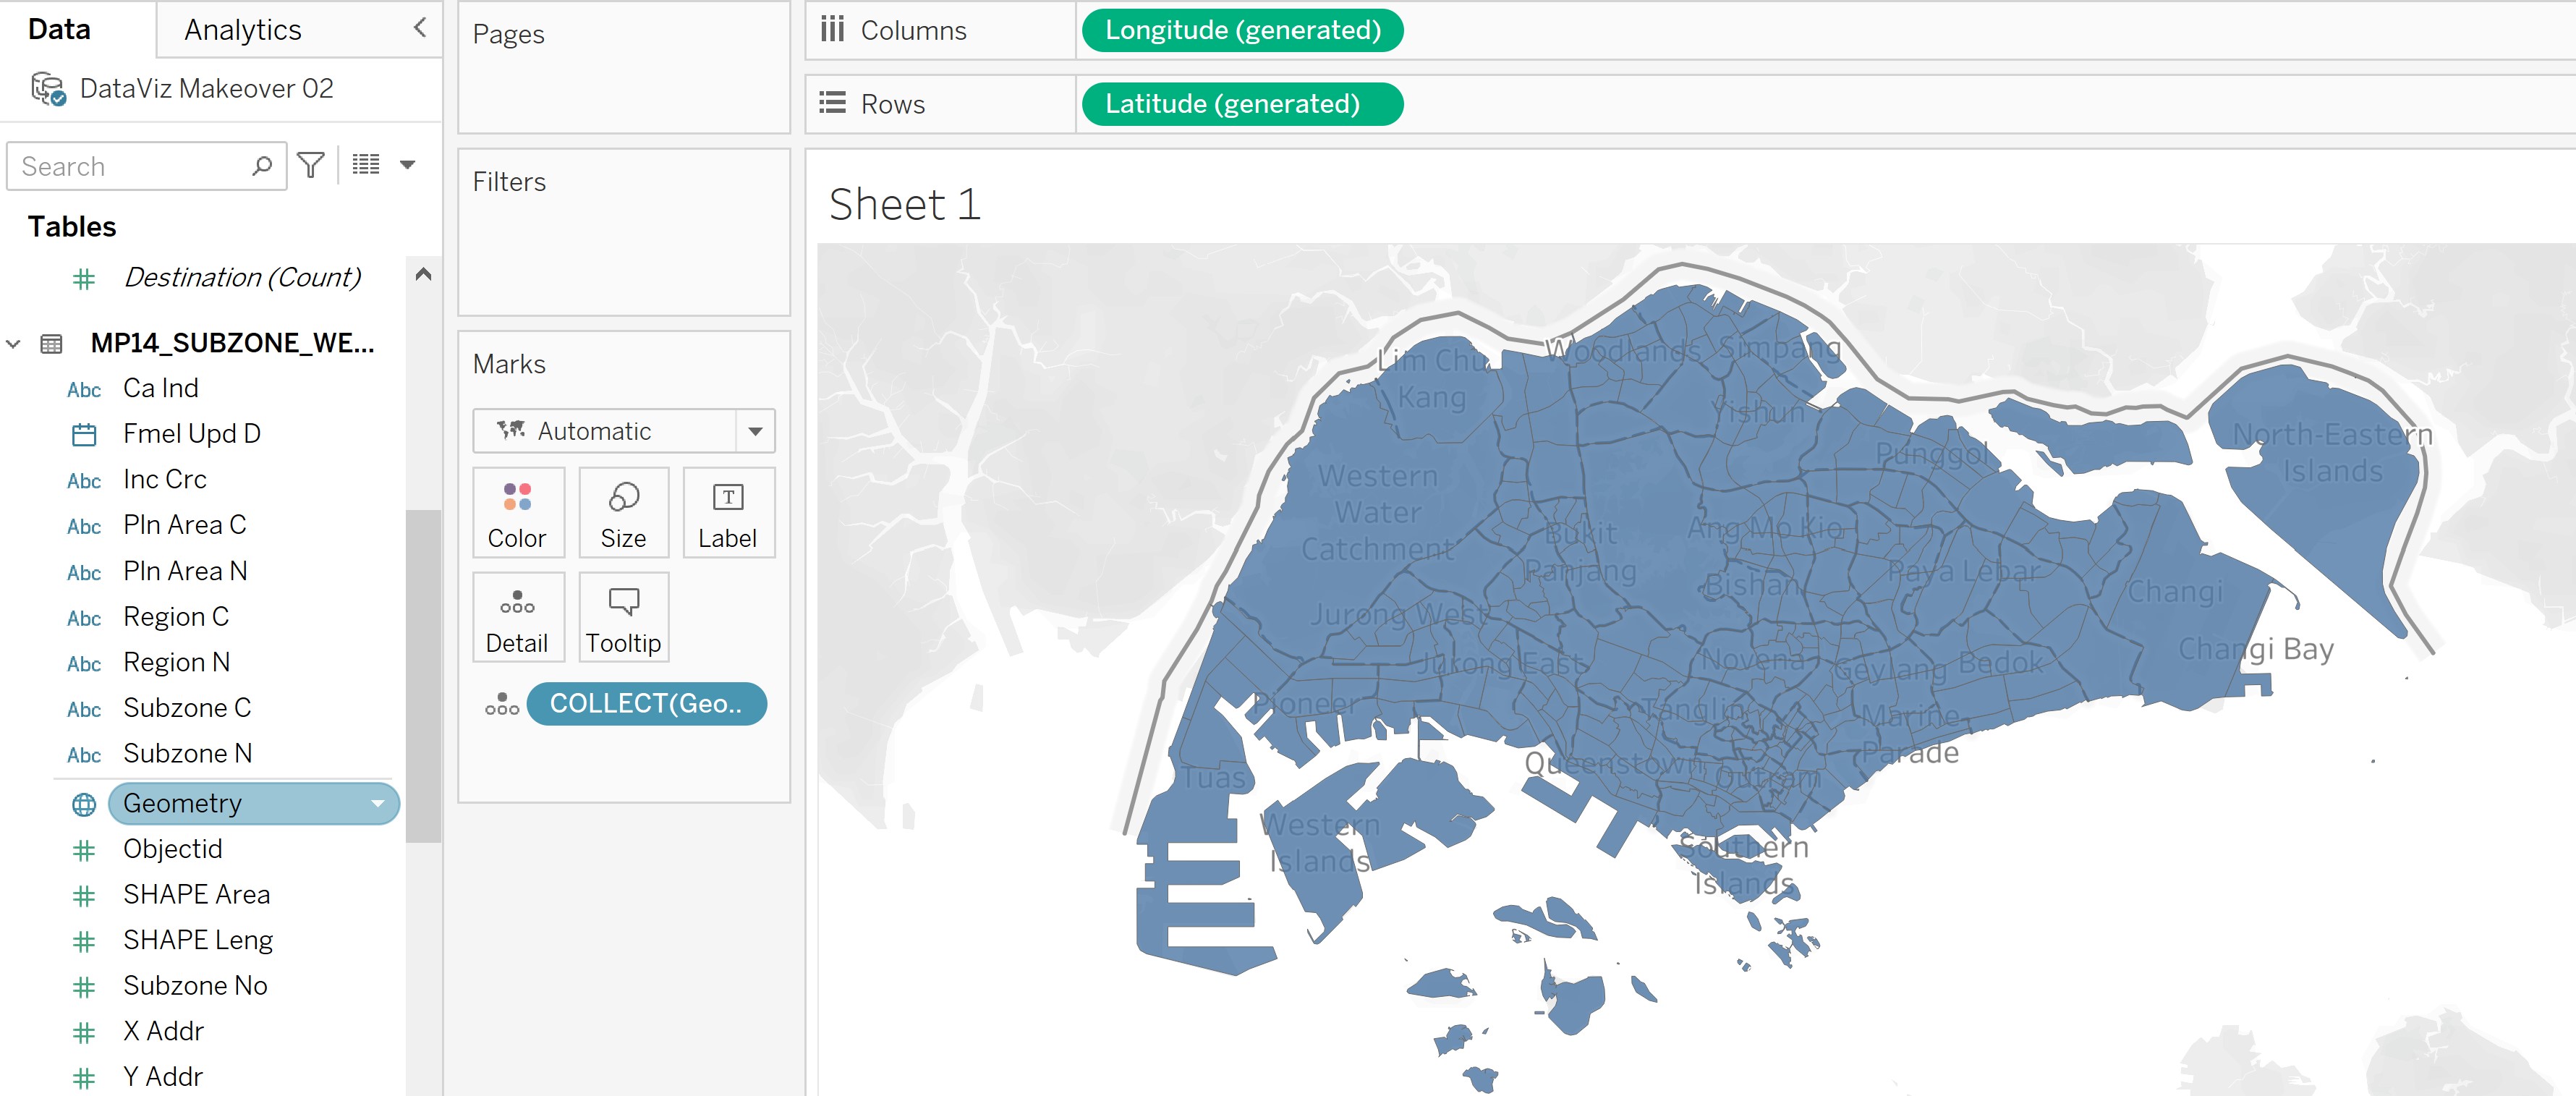 Data
Analytics
DataViz Makeover 02
Search
Tables
Destination (Count)
MP14_SUBZONE_WE...
Abc Ca Ind
Fmel Upd D
Abc Inc Crc
Abc Pln Area C
Abc Pln Area N
Abc Region C
Abc Region N
Abc Subzone C
Abc Subzone N
Geometry
Objectid
SHAPE Area
SHAPE Leng
Subzone No
X Addr
Y Addr
Pages
Filters
Marks
Automatic
Color
Size
T
Label
Detail
Tooltip
COLLECT(Geo..
Columns
Longitude (generated)
Rows
Latitude (generated)
Sheet 1
Lim Chu
Kang
Woodlands
Simpang
Yishun
Punggol
North-Eastern
Islands
Western
Water
Catchment
Bukit
Panjang
Ang Mo Kio
Bishan
Paya Lebar
Changi
Jurong West
Jurong East
Novena
Geylang
Bedok
Changi Bay
Pioneer
Tanglin
Marine
Parade
Tuas
Queenstown
Outram
Western
Islands
Southern
Islands